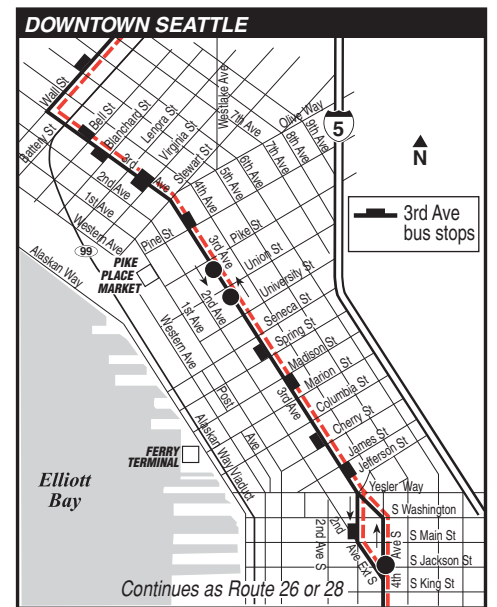 DOWNTOWN SEATTLE
Wall St
Bell St
Battery St
Blanchard St
Lenora St
Virginia St
Stewart St
Westlake Ave
7th Ave
Olive Way
9th Ave
8th Ave
7th Ave
6th Ave
5th Ave
4th Ave
5
N
3rd Ave
bus stops
3rd Ave
2nd Ave
1st Ave
Western Ave
99
Alaskan Way
Pine St
3rd Ave
Pike St
PIKE
PLACE
MARKET
Union St
University St
2nd Ave
1st Ave
Western Ave
Seneca St
Spring St
Madison St
Marion St
Columbia St
3rd Ave
Post
Ave
Cherry St
James St
Jefferson St
Alaskan Way Viaduct
FERRY
TERMINAL
Yesler Way
Elliott
Bay
S Washington
S Main St
S Jackson St
S King St
2nd Ave S
2nd
Ave Ext S
4th Ave S
Continues as Route 26 or 28